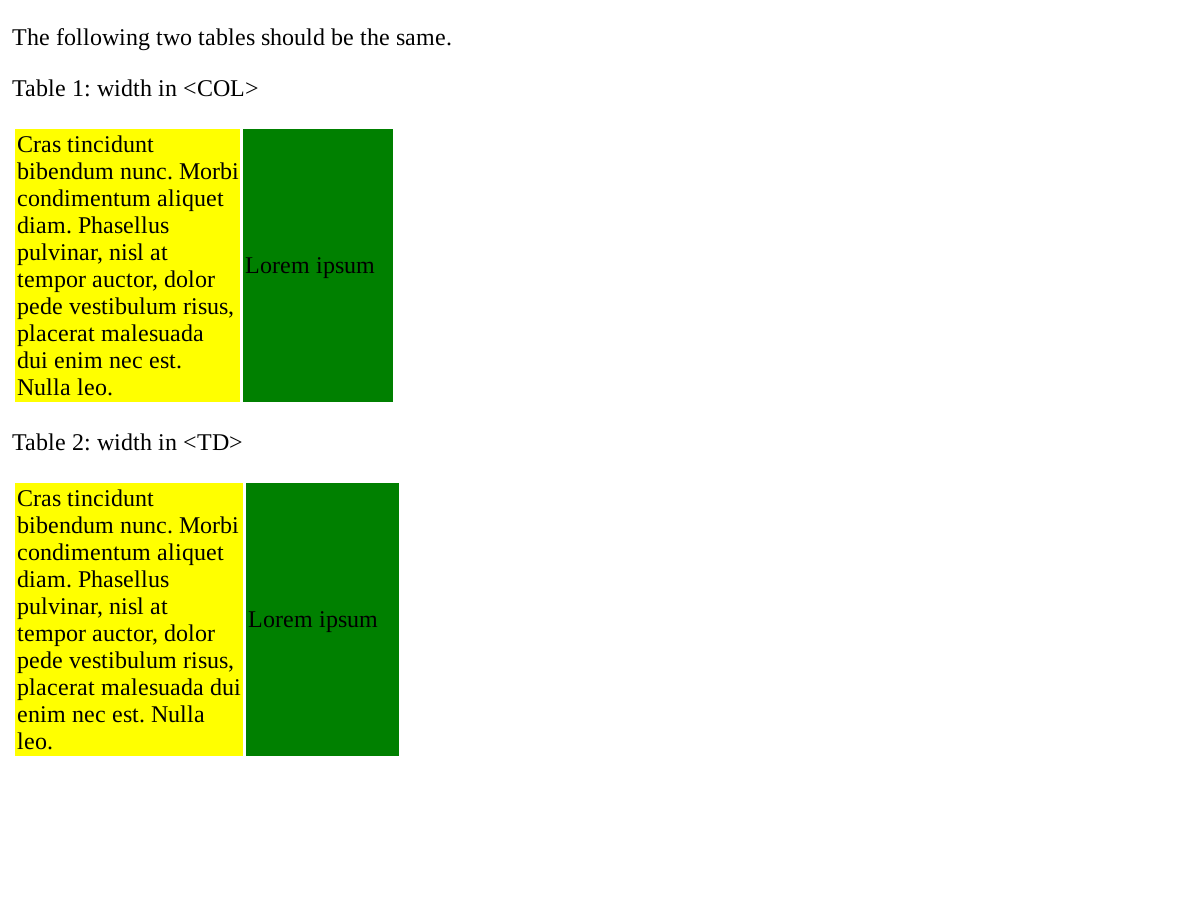 The following two tables should be the same.
Table 1: width in <COL>
Cras tincidunt
bibendum nunc. Morbi
condimentum aliquet
diam. Phasellus
pulvinar, nisl at
tempor auctor, dolor
pede vestibulum risus,
placerat malesuada
dui enim nec est.
Nulla leo.
Lorem ipsum
Table 2: width in <TD>
Cras tincidunt
bibendum nunc. Morbi
condimentum aliquet
diam. Phasellus
pulvinar, nisl at
tempor auctor, dolor
pede vestibulum risus,
placerat malesuada dui
enim nec est. Nulla
leo.
Lorem ipsum